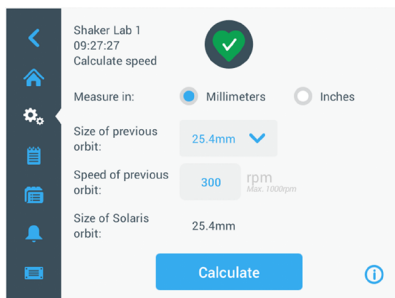 Shaker Lab 1
09:27:27
Calculate speed
Measure in:
Millimeters
Inches
Size of previous
orbit:
25.4mm
Speed of previous
orbit:
300
rpm
Max. 1000rpm
Size of Solaris
orbit:
25.4mm
Calculate